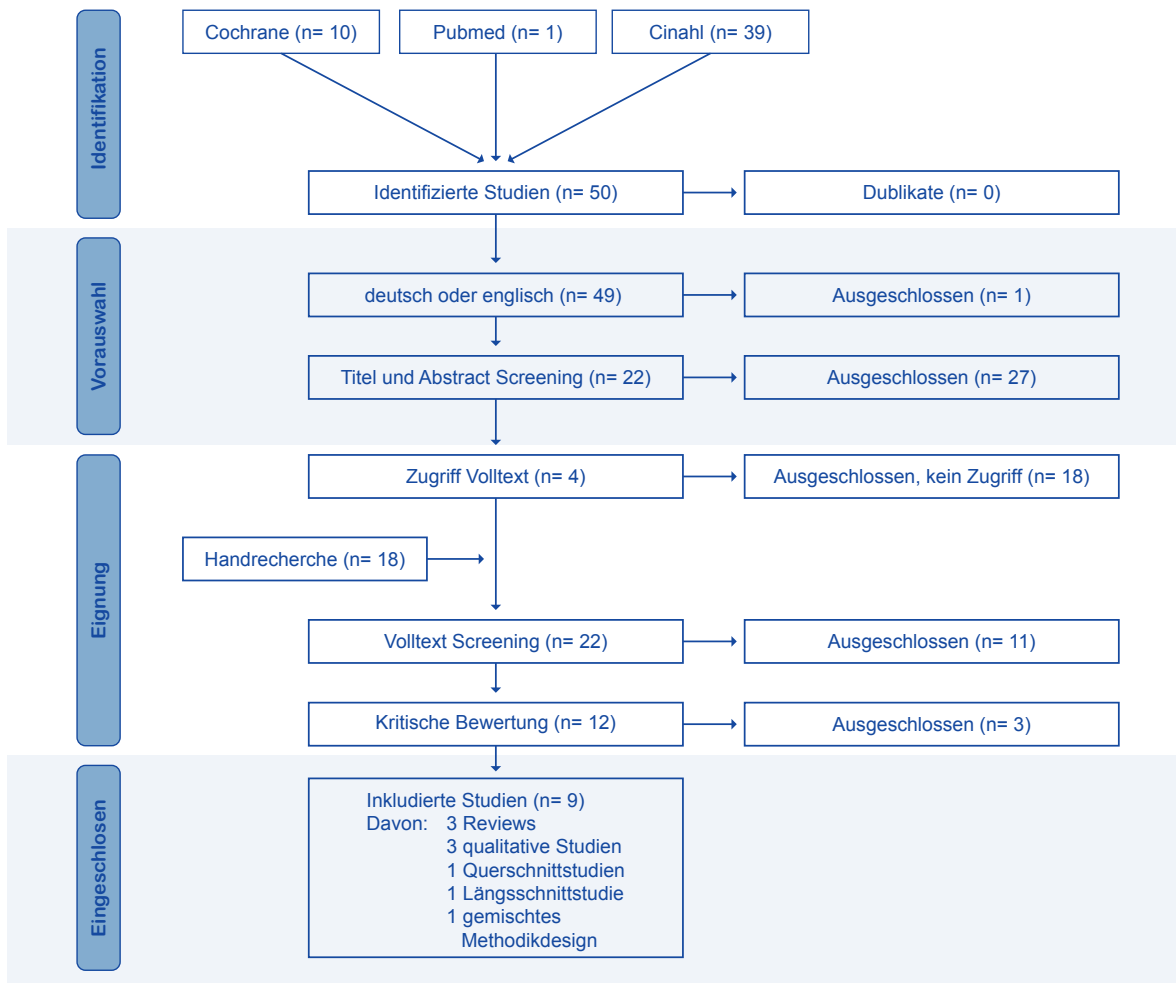 Identifikation
Cochrane (n= 10)
Pubmed (n= 1)
Cinahl (n= 39)
Identifizierte Studien (n= 50)
Dublikate (n= 0)
Vorauswahl
deutsch oder englisch (n= 49)
Ausgeschlossen (n= 1)
Titel und Abstract Screening (n= 22)
Ausgeschlossen (n= 27)
Eignung
Zugriff Volltext (n= 4)
Ausgeschlossen, kein Zugriff (n= 18)
Handrecherche (n= 18)
Volltext Screening (n= 22)
Ausgeschlossen (n= 11)
Kritische Bewertung (n= 12)
Ausgeschlossen (n= 3)
Eingeschlosen
Inkludierte Studien (n= 9)
Davon: 3 Reviews
3 qualitative Studien
1 Querschnittstudien
1 Längsschnittstudie
1 gemischtes
Methodikdesign